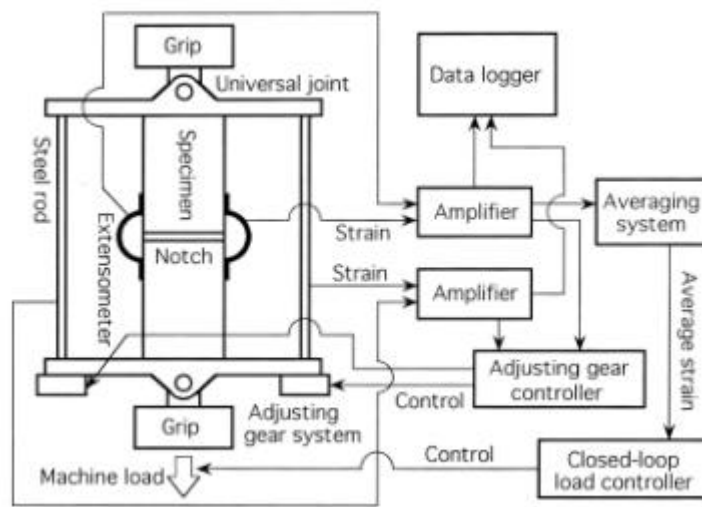 Grip
Universal joint
Data logger
Steel rod
Specimen
Extensometer
Notch
Strain
Strain
Amplifier
Amplifier
Averaging
system
Average strain
Adjusting gear
controller
Control
Adjusting
gear system
Grip
Machine load
Control
Closed-loop
load controller